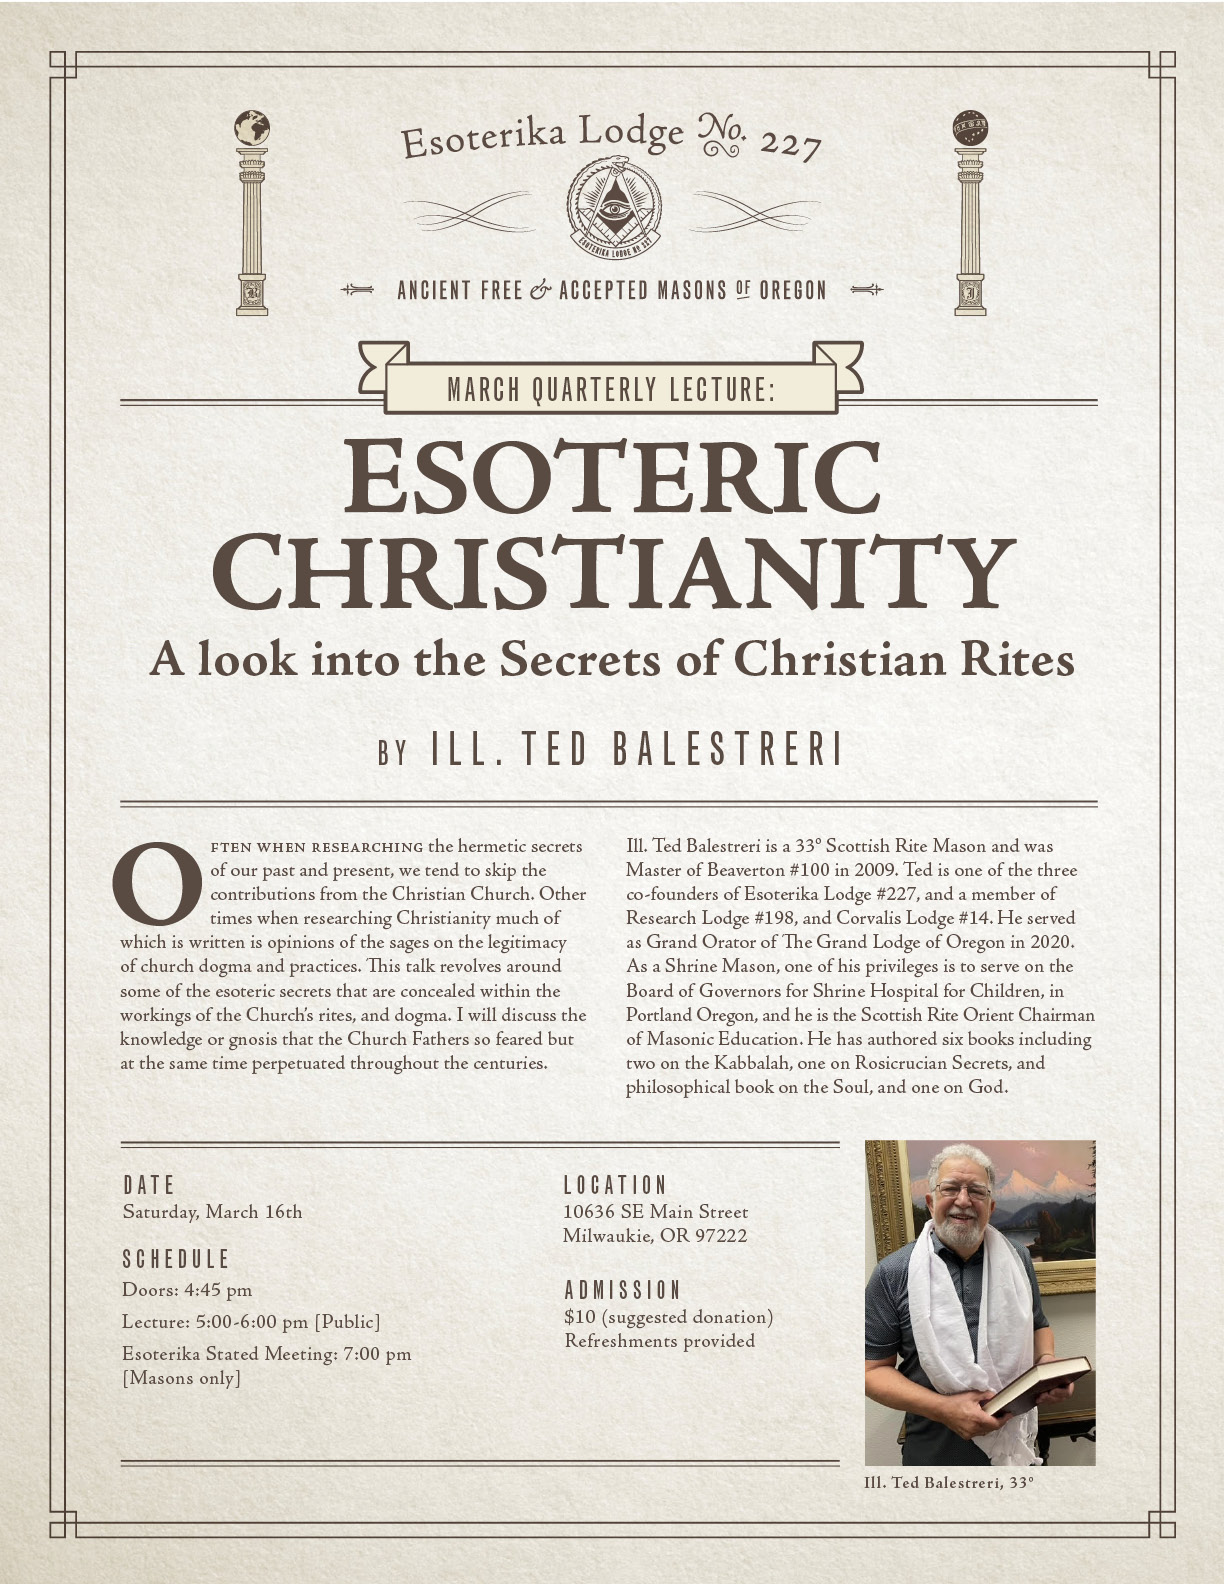 Esoterika Lodge No. 227
ESOTERIKA LODGE No 227
B
J
ANCIENT FREE & ACCEPTED MASONS OF OREGON
MARCH QUARTERLY LECTURE:
ESOTERIC
CHRISTIANITY
A look into the Secrets of Christian Rites
BY ILL. TED BALESTRERI
OFTEN WHEN RESEARCHING the hermetic secrets
of our past and present, we tend to skip the
contributions from the Christian Church. Other
times when researching Christianity much of
which is written is opinions of the sages on the legitimacy
of church dogma and practices. This talk revolves around
some of the esoteric secrets that are concealed within the
workings of the Church's rites, and dogma. I will discuss the
knowledge or gnosis that the Church Fathers so feared but
at the same time perpetuated throughout the centuries.
Ill. Ted Balestreri is a 33º Scottish Rite Mason and was
Master of Beaverton #100 in 2009. Ted is one of the three
co-founders of Esoterika Lodge #227, and a member of
Research Lodge #198, and Corvalis Lodge #14. He served
as Grand Orator of The Grand Lodge of Oregon in 2020.
As a Shrine Mason, one of his privileges is to serve on the
Board of Governors for Shrine Hospital for Children, in
Portland Oregon, and he is the Scottish Rite Orient Chairman
of Masonic Education. He has authored six books including
two on the Kabbalah, one on Rosicrucian Secrets, and
philosophical book on the Soul, and one on God.
DATE
Saturday, March 16th
SCHEDULE
Doors: 4:45 pm
Lecture: 5:00-6:00 pm [Public]
Esoterika Stated Meeting: 7:00 pm
[Masons only]
LOCATION
10636 SE Main Street
Milwaukie, OR 97222
ADMISSION
$10 (suggested donation)
Refreshments provided
Ill. Ted Balestreri, 33º